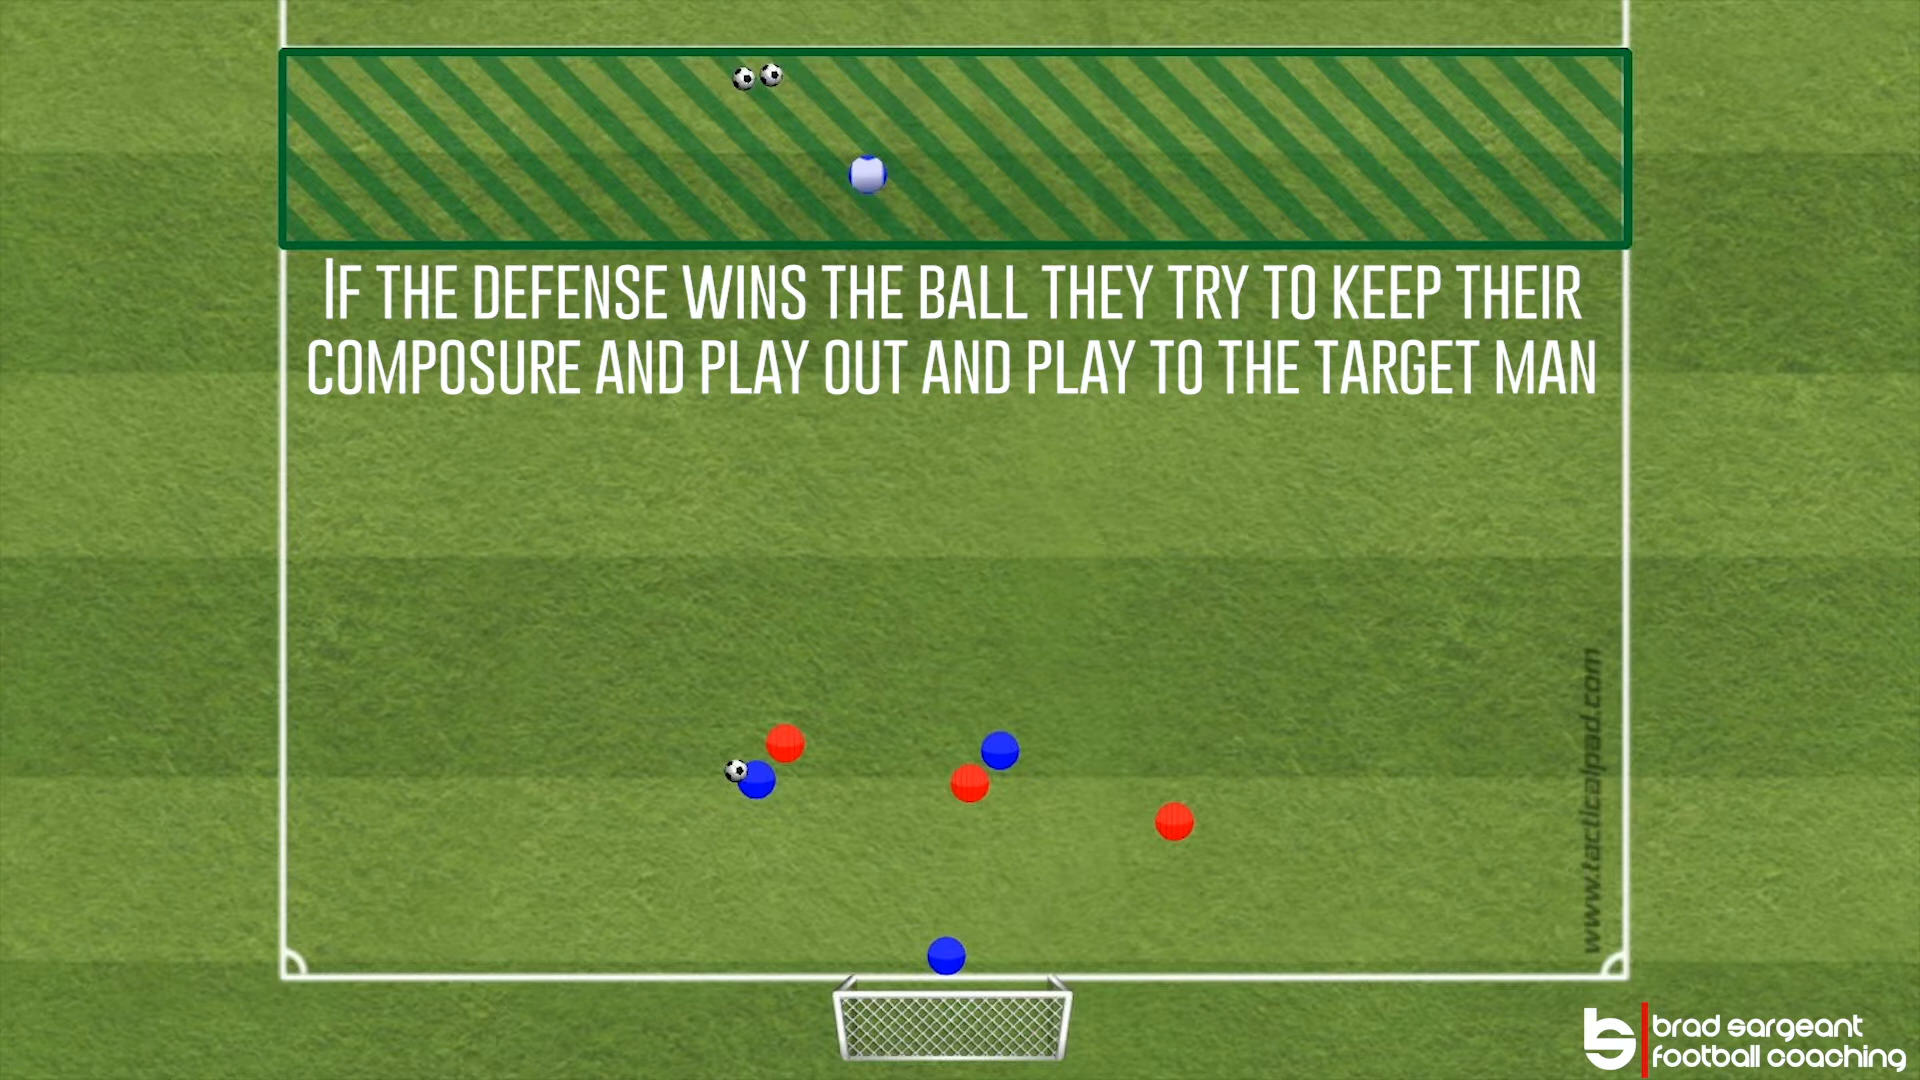 IF THE DEFENSE WINS THE BALL THEY TRY TO KEEP THEIR
COMPOSURE AND PLAY OUT AND PLAY TO THE TARGET MAN
www.tacticalpad.com
bs
brad sargeant
football coaching